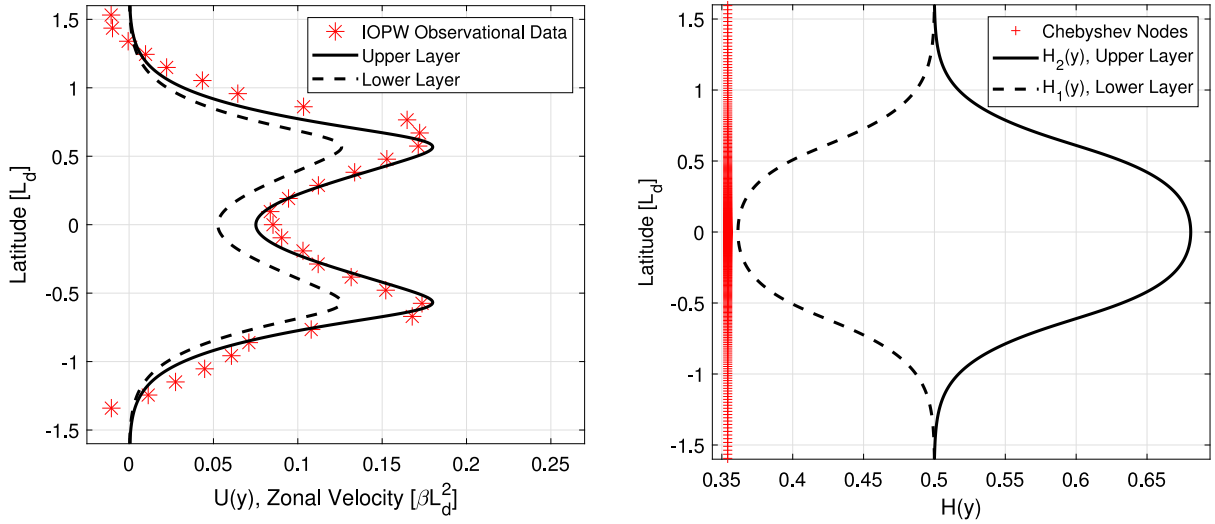 1.5
1
0.5
0
-0.5
-1
-1.5
Latitude [L_d]
IOPW Observational Data
Upper Layer
Lower Layer
0 0.05 0.1 0.15 0.2 0.25
U(y), Zonal Velocity [βL_d^2]
1.5
1
0.5
0
-0.5
-1
-1.5
Latitude [L_d]
Chebyshev Nodes
H_2(y), Upper Layer
H_1(y), Lower Layer
0.35 0.4 0.45 0.5 0.55 0.6 0.65
H(y)